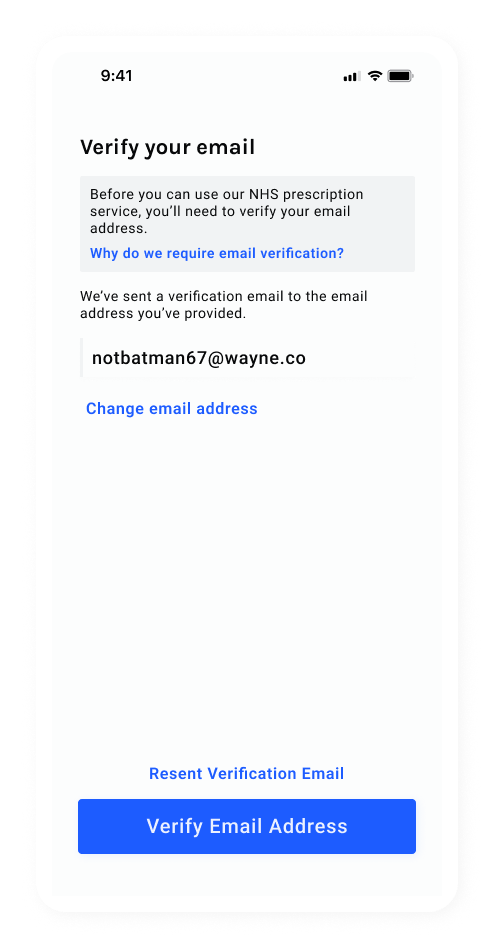 9:41
Verify your email
Before you can use our NHS prescription
service, you’ll need to verify your email
address.
Why do we require email verification?
We’ve sent a verification email to the email
address you’ve provided.
notbatman67@wayne.co
Change email address
Resent Verification Email
Verify Email Address